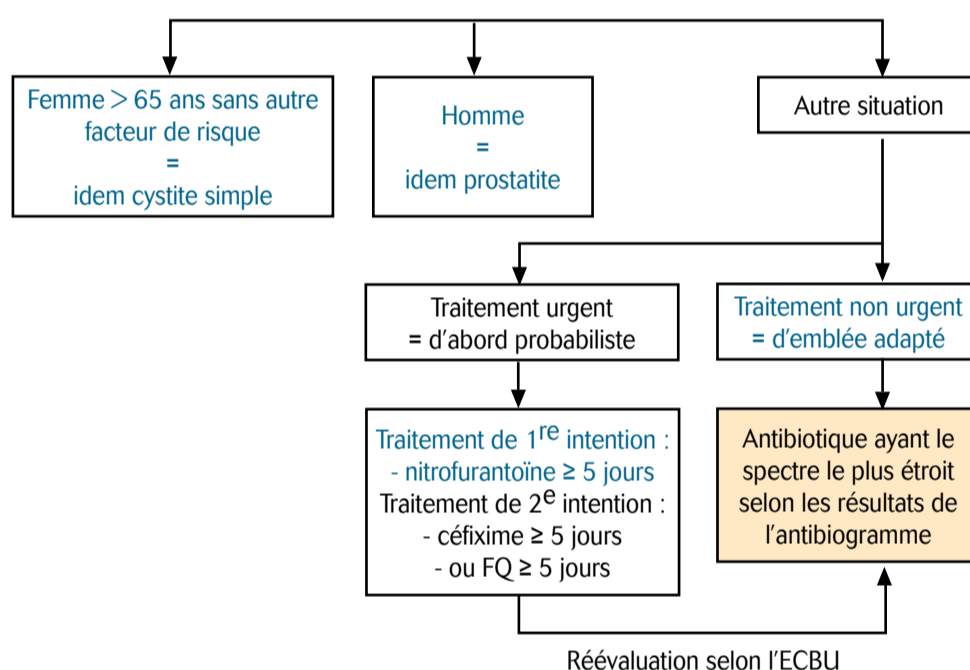 Femme > 65 ans sans autre
facteur de risque
=
idem cystite simple
Homme
=
idem prostatite
Autre situation
Traitement urgent
= d'abord probabiliste
Traitement non urgent
= d'emblée adapté
Traitement de 1re intention :
- nitrofurantoïne ≥ 5 jours
Traitement de 2e intention :
- céfixime ≥ 5 jours
- ou FQ ≥ 5 jours
Antibiotique ayant le
spectre le plus étroit
selon les résultats de
l'antibiogramme
Réévaluation selon l'ECBU